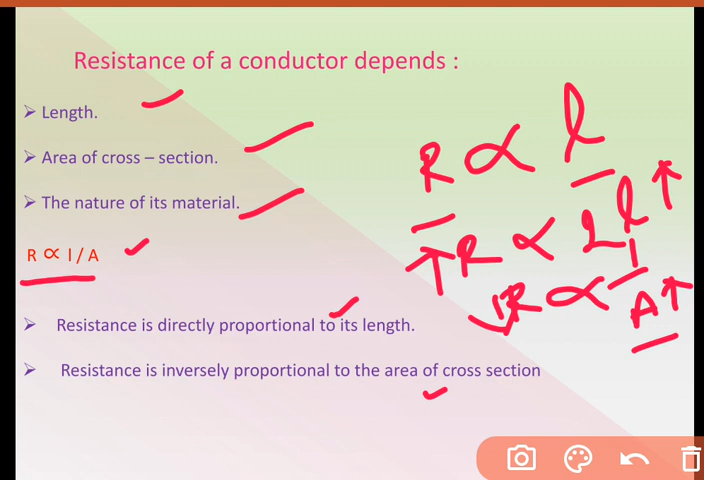 Resistance of a conductor depends :
➤ Length.
➤ Area of cross – section.
➤ The nature of its material.
R ∝ l / A
➤ Resistance is directly proportional to its length.
➤ Resistance is inversely proportional to the area of cross section
R ∝ l
↑R ∝ 2l↑
↓R ∝ 1/A↑